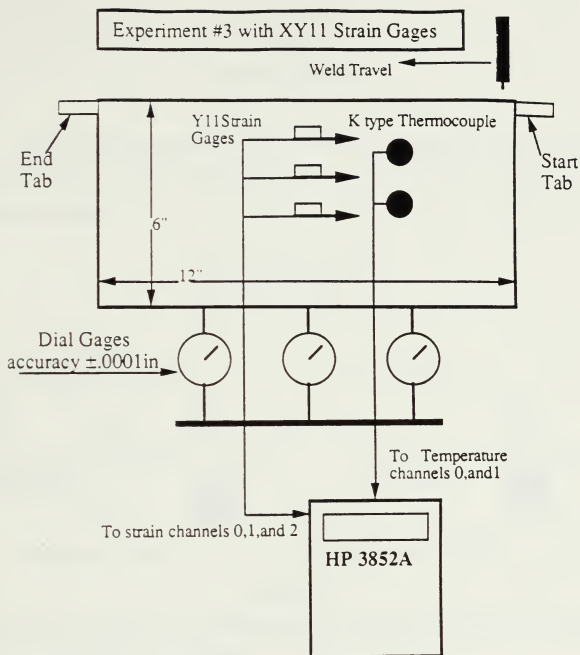 Experiment #3 with XY11 Strain Gages
Weld Travel
Y11Strain
Gages
K type Thermocouple
End
Tab
Start
Tab
6"
12"
Dial Gages
accuracy ±.0001in
To Temperature
channels 0,and1
To strain channels 0,1,and 2
HP 3852A